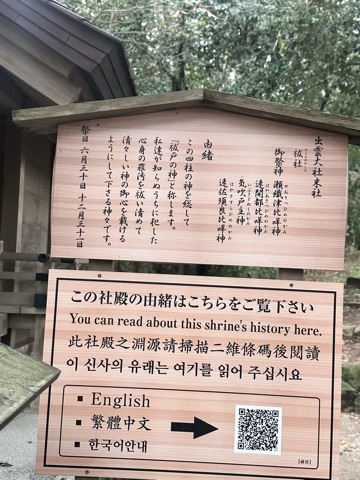 出雲大社末社
祓社
御祭神 瀬織津比咩神
速開都比咩神
気吹戸主神
速佐須良比咩神
由緒
この四柱の神を総して
「祓戸の神」と称します。
私達が知らぬうちに犯した
心身の罪汚を祓い清めて
清々しい神の御心を戴ける
ようにして下さる神々です。
祭日 六月三十日 十二月三十一日
この社殿の由緒はこちらをご覧下さい
You can read about this shrine's history here.
此社殿之淵源請掃描二維條碼後閱讀
이 신사의 유래는 여기를 읽어 주십시요
▪ English
▪ 繁體中文
▪ 한국어안내
【祓社】